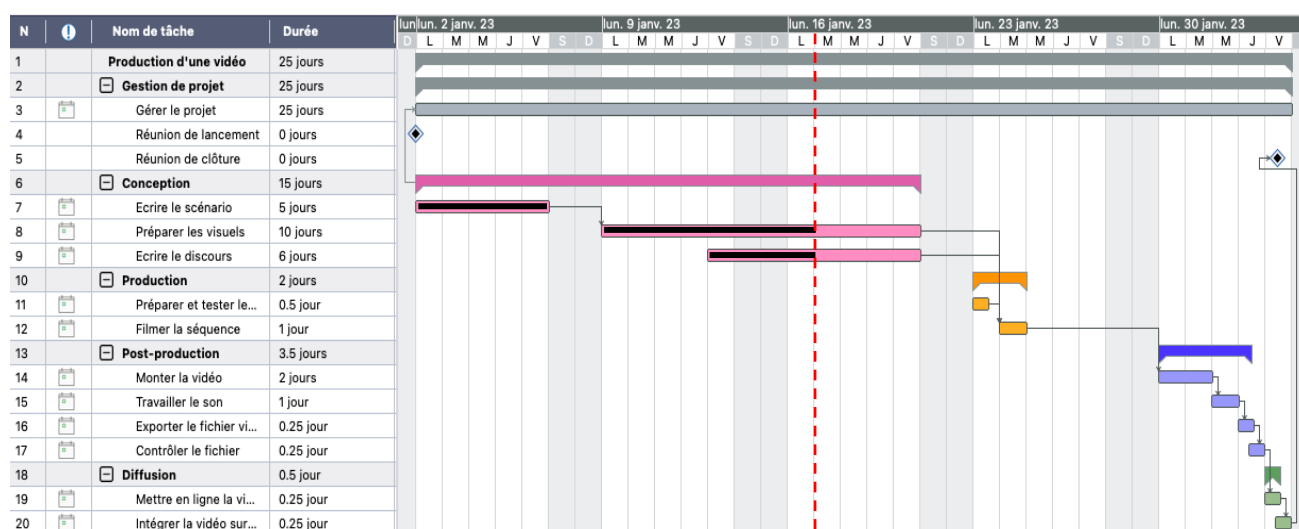 N Nom de tâche Durée lun lun. 2 janv. 23 lun. 9 janv. 23 lun. 16 janv. 23 lun. 23 janv. 23 lun. 30 janv. 23
D L M M J V S D L M M J V S D L M M J V S D L M M J V S D L M M J V
1 Production d'une vidéo 25 jours
2 Gestion de projet 25 jours
3 Gérer le projet 25 jours
4 Réunion de lancement 0 jours
5 Réunion de clôture 0 jours
6 Conception 15 jours
7 Ecrire le scénario 5 jours
8 Préparer les visuels 10 jours
9 Ecrire le discours 6 jours
10 Production 2 jours
11 Préparer et tester le... 0.5 jour
12 Filmer la séquence 1 jour
13 Post-production 3.5 jours
14 Monter la vidéo 2 jours
15 Travailler le son 1 jour
16 Exporter le fichier vi... 0.25 jour
17 Contrôler le fichier 0.25 jour
18 Diffusion 0.5 jour
19 Mettre en ligne la vi... 0.25 jour
20 Intégrer la vidéo sur... 0.25 jour